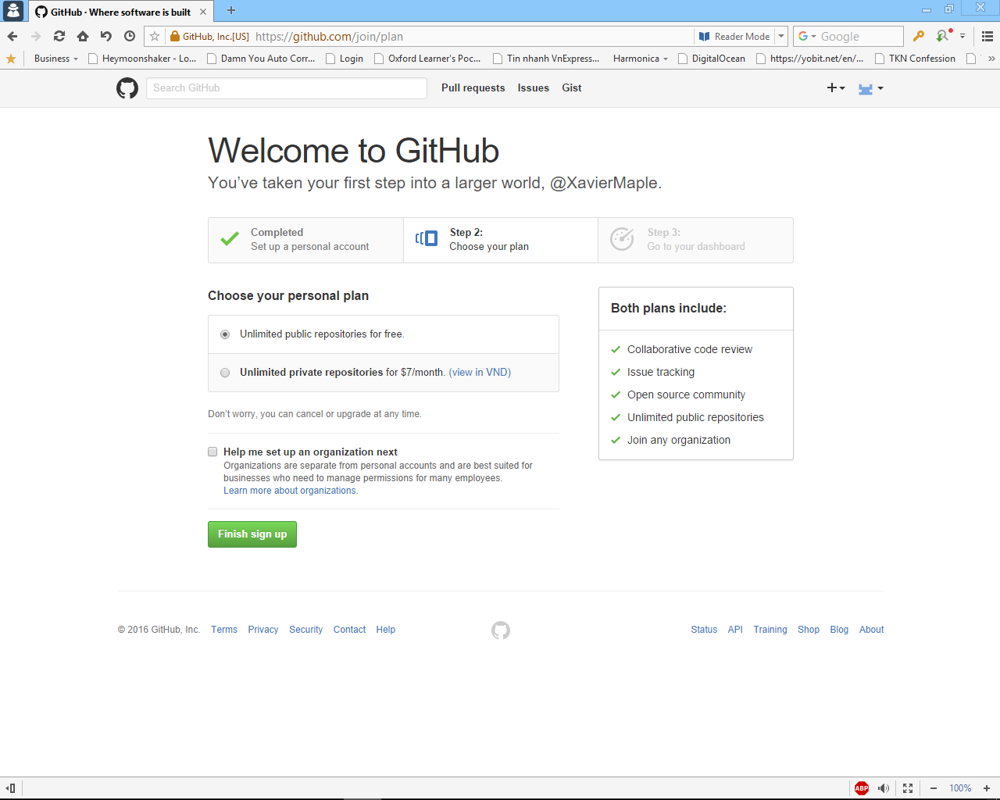 GitHub · Where software is built
GitHub, Inc.[US] https://github.com/join/plan
Reader Mode
Google
Business
Heymoonshaker - Lo...
Damn You Auto Corr...
Login
Oxford Learner's Poc...
Tin nhanh VnExpress...
Harmonica
DigitalOcean
https://yobit.net/en/...
TKN Confession
Search GitHub
Pull requests
Issues
Gist
Welcome to GitHub
You've taken your first step into a larger world, @XavierMaple.
Completed
Set up a personal account
Step 2:
Choose your plan
Step 3:
Go to your dashboard
Choose your personal plan
Unlimited public repositories for free.
Unlimited private repositories for $7/month. (view in VND)
Don't worry, you can cancel or upgrade at any time.
Help me set up an organization next
Organizations are separate from personal accounts and are best suited for
businesses who need to manage permissions for many employees.
Learn more about organizations.
Finish sign up
Both plans include:
Collaborative code review
Issue tracking
Open source community
Unlimited public repositories
Join any organization
© 2016 GitHub, Inc.
Terms
Privacy
Security
Contact
Help
Status
API
Training
Shop
Blog
About
ABP
100%